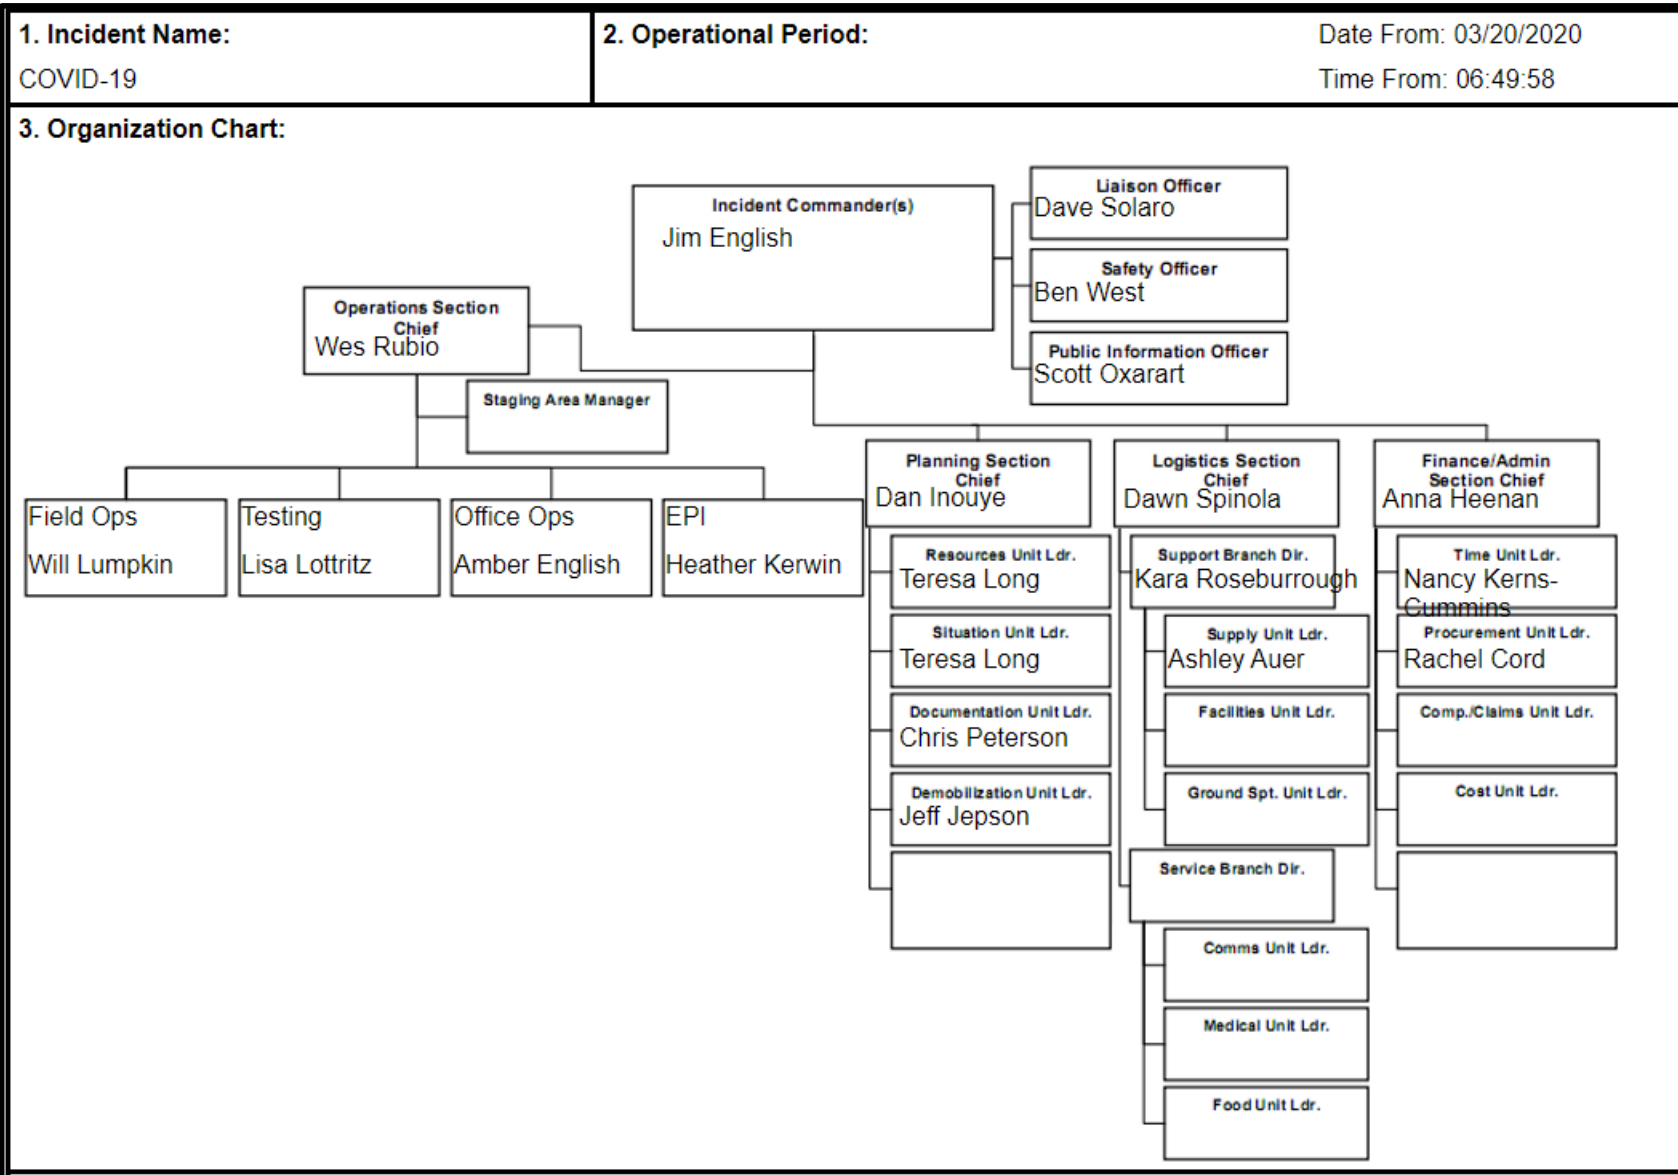 1. Incident Name:
COVID-19
2. Operational Period:
Date From: 03/20/2020
Time From: 06:49:58
3. Organization Chart:
Incident Commander(s)
Jim English
Liaison Officer
Dave Solaro
Safety Officer
Ben West
Public Information Officer
Scott Oxarart
Operations Section
Chief
Wes Rubio
Staging Area Manager
Field Ops
Will Lumpkin
Testing
Lisa Lottritz
Office Ops
Amber English
EPI
Heather Kerwin
Planning Section
Chief
Dan Inouye
Resources Unit Ldr.
Teresa Long
Situation Unit Ldr.
Teresa Long
Documentation Unit Ldr.
Chris Peterson
Demobilization Unit Ldr.
Jeff Jepson
Logistics Section
Chief
Dawn Spinola
Support Branch Dir.
Kara Roseburrough
Supply Unit Ldr.
Ashley Auer
Facilities Unit Ldr.
Ground Spt. Unit Ldr.
Service Branch Dir.
Comms Unit Ldr.
Medical Unit Ldr.
Food Unit Ldr.
Finance/Admin
Section Chief
Anna Heenan
Time Unit Ldr.
Nancy Kerns-
Cummins
Procurement Unit Ldr.
Rachel Cord
Comp./Claims Unit Ldr.
Cost Unit Ldr.